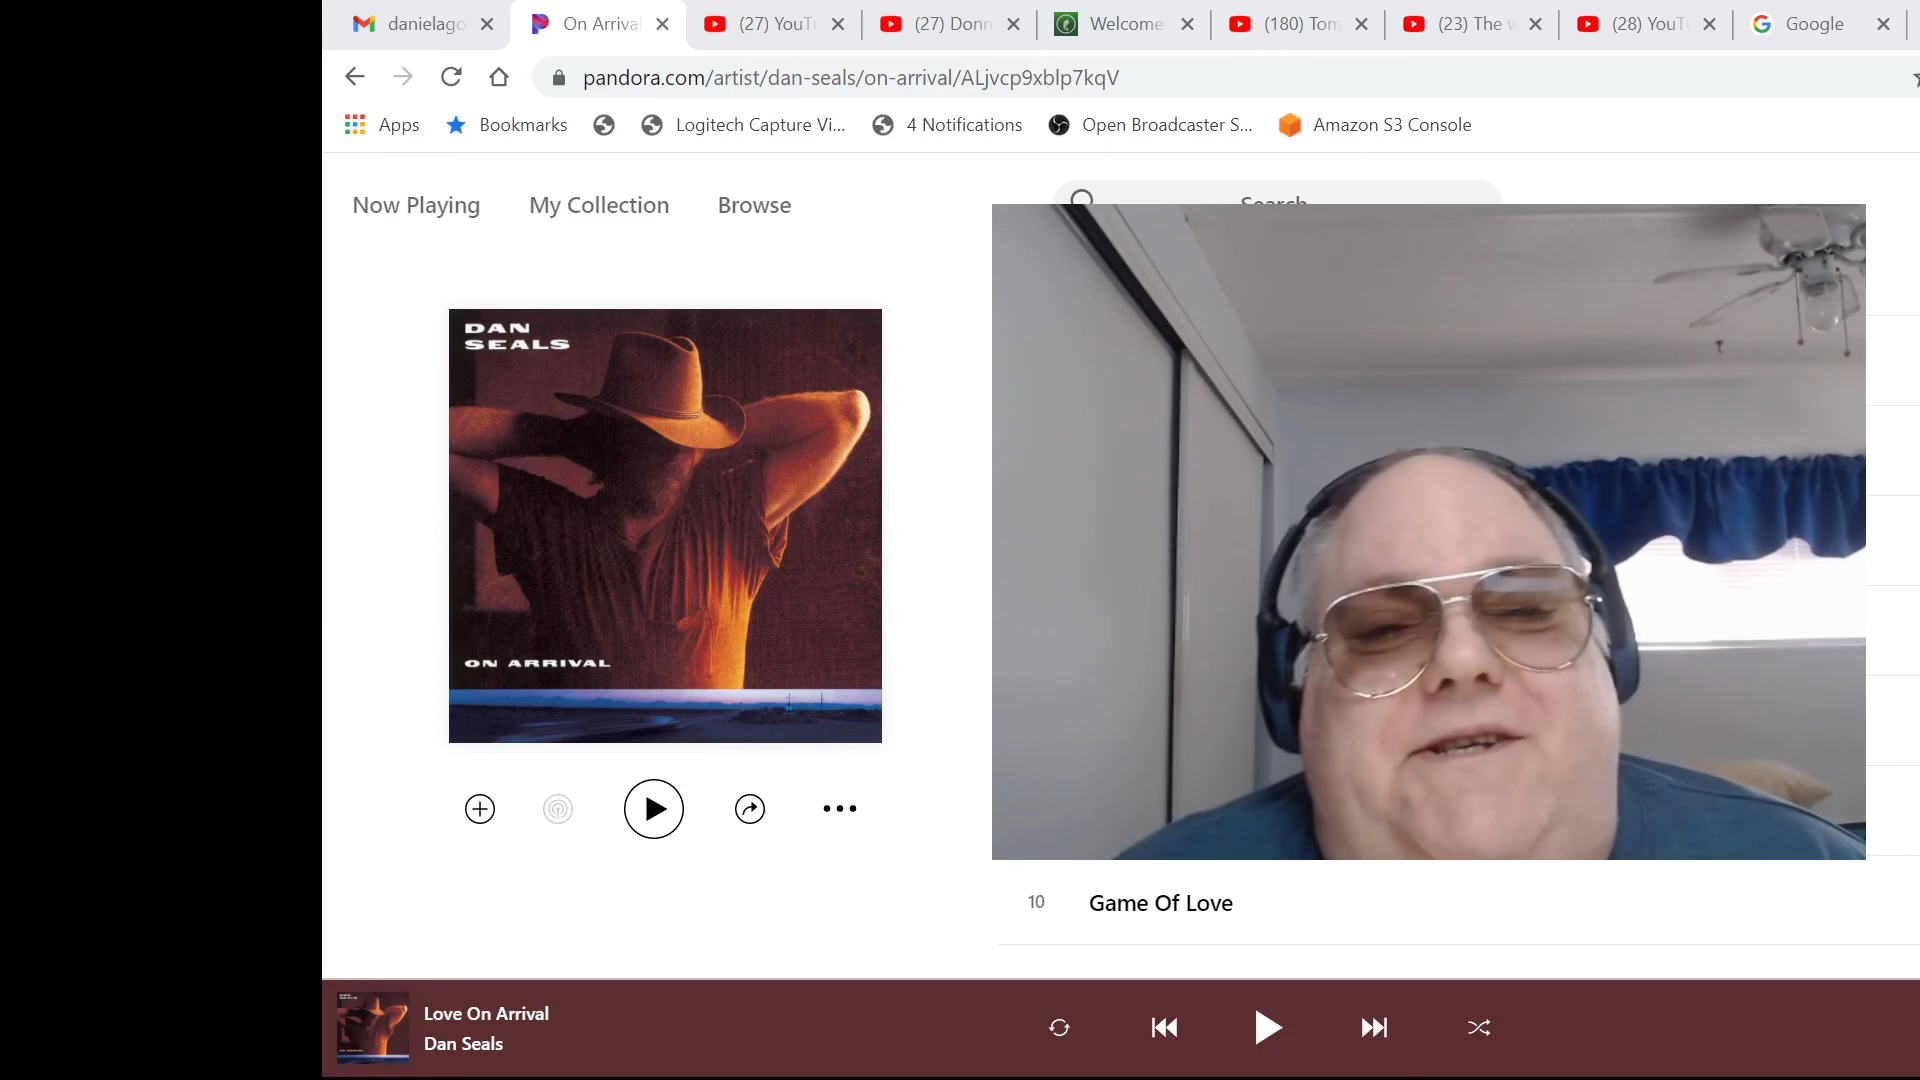 danielago
On Arrival
(27) YouTu
(27) Donn
Welcome
(180) Tom
(23) The w
(28) YouTu
Google
pandora.com/artist/dan-seals/on-arrival/ALjvcp9xblp7kqV
Apps
Bookmarks
Logitech Capture Vi...
4 Notifications
Open Broadcaster S...
Amazon S3 Console
Now Playing
My Collection
Browse
Search
DAN
SEALS
ON ARRIVAL
10
Game Of Love
Love On Arrival
Dan Seals